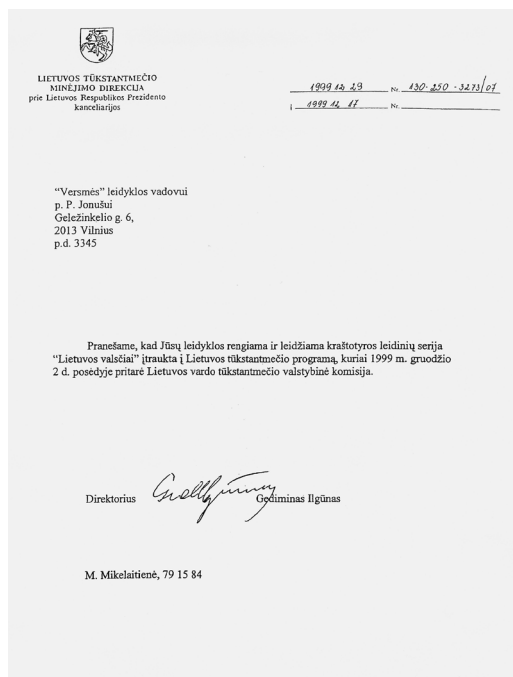 LIETUVOS TŪKSTANTMEČIO
MINĖJIMO DIREKCIJA
prie Lietuvos Respublikos Prezidento
kanceliarijos
1999 12 29 Nr. 130-250-3273/07
Į 1999 12 17 Nr.
“Versmės” leidyklos vadovui
p. P. Jonušui
Geležinkelio g. 6,
2013 Vilnius
p.d. 3345
Pranešame, kad Jūsų leidyklos rengiama ir leidžiama kraštotyros leidinių serija
“Lietuvos valsčiai” įtraukta į Lietuvos tūkstantmečio programą, kuriai 1999 m. gruodžio
2 d. posėdyje pritarė Lietuvos vardo tūkstantmečio valstybinė komisija.
Direktorius Gediminas Ilgūnas
M. Mikelaitienė, 79 15 84